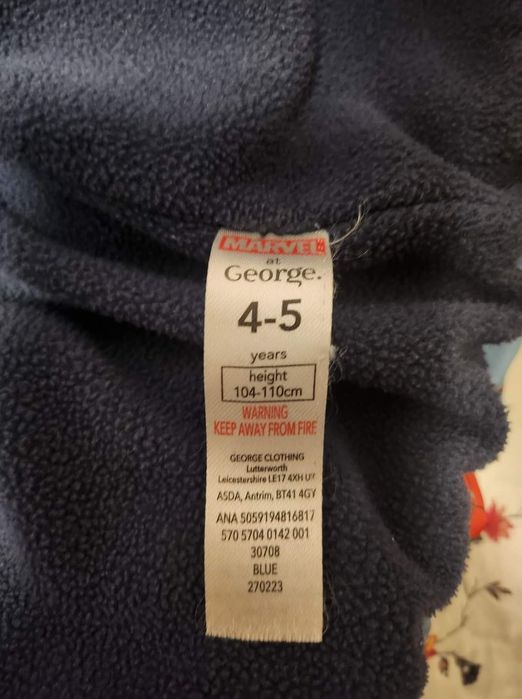 MARVEL
at
George.
4-5
years
height
104-110cm
WARNING
KEEP AWAY FROM FIRE
GEORGE CLOTHING
Lutterworth
Leicestershire LE17 4XH UK
ASDA, Antrim, BT41 4GY
ANA 5059194816817
570 5704 0142 001
30708
BLUE
270223